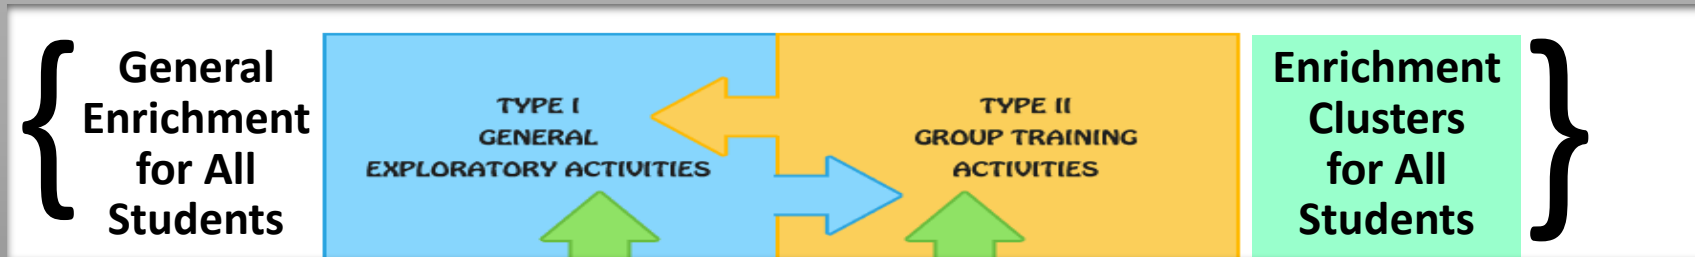 General
Enrichment
for All
Students
TYPE I
GENERAL
EXPLORATORY ACTIVITIES
TYPE II
GROUP TRAINING
ACTIVITIES
Enrichment
Clusters
for All
Students